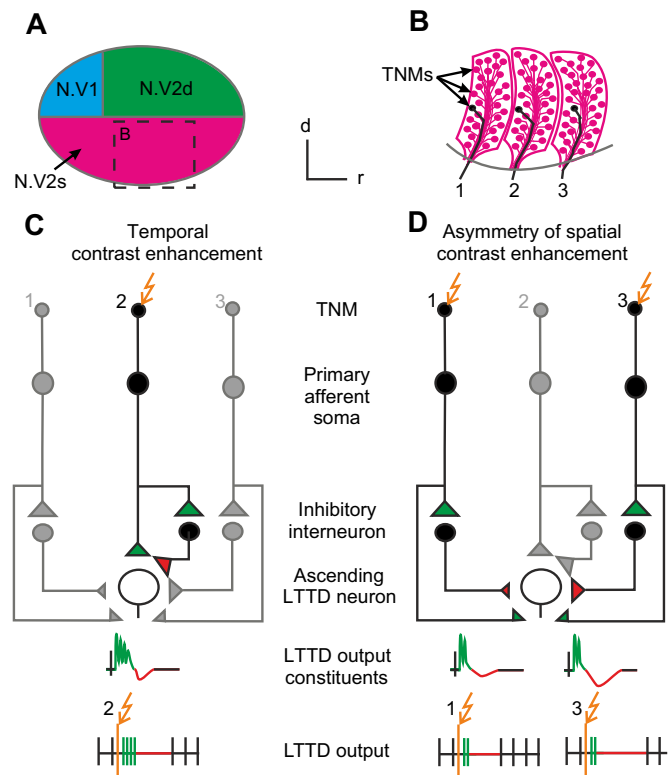 A
N.V1
N.V2d
B
N.V2s
d
r
B
TNMs
1
2
3
C
Temporal
contrast enhancement
D
Asymmetry of spatial
contrast enhancement
1
2
3
TNM
1
2
3
Primary
afferent
soma
Inhibitory
interneuron
Ascending
LTTD neuron
LTTD output
constituents
2
1
3
LTTD output